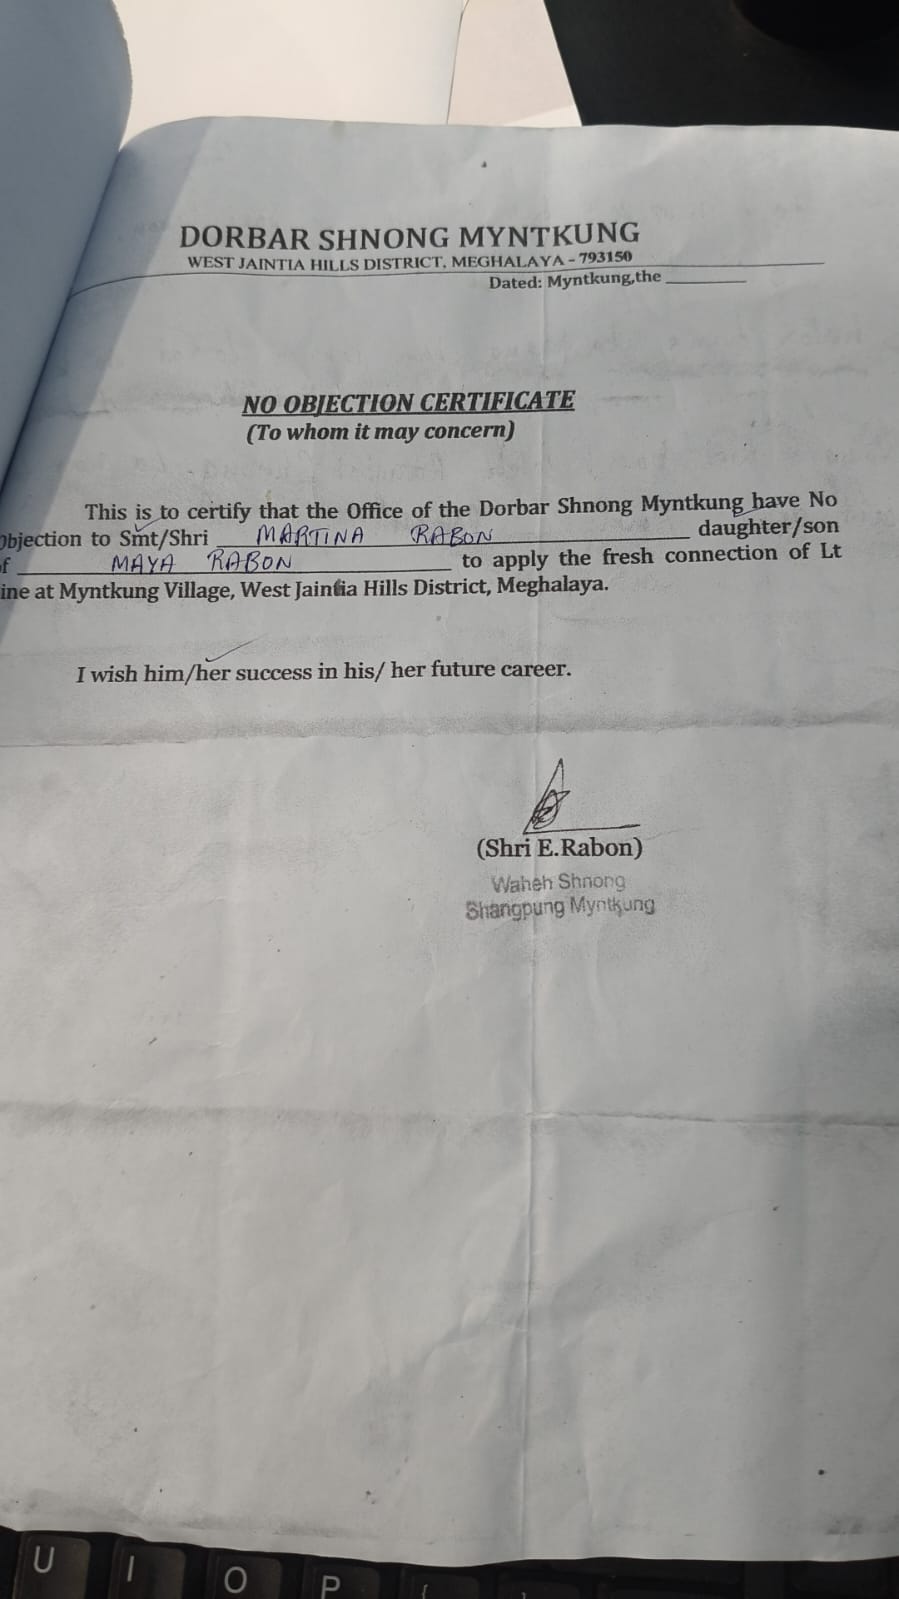 DORBAR SHNONG MYNTKUNG
WEST JAINTIA HILLS DISTRICT, MEGHALAYA - 793150
Dated: Myntkung,the ________
NO OBJECTION CERTIFICATE
(To whom it may concern)
This is to certify that the Office of the Dorbar Shnong Myntkung have No
Objection to Smt/Shri MARTINA RABON daughter/son
f MAYA RABON to apply the fresh connection of Lt
ine at Myntkung Village, West Jaintia Hills District, Meghalaya.
I wish him/her success in his/ her future career.
(Shri E.Rabon)
Waheh Shnong
Shangpung Myntkung
U I O P